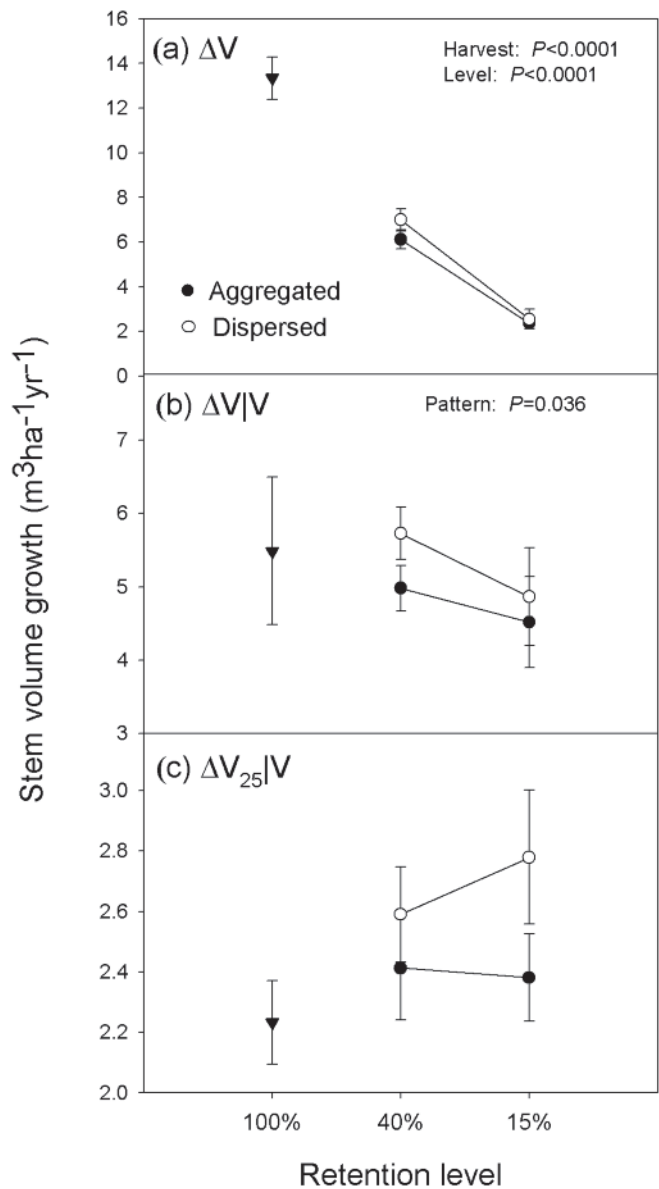 Stem volume growth (m³ha⁻¹yr⁻¹)
(a) ΔV
Harvest: P<0.0001
Level: P<0.0001
16
14
12
10
8
6
4
2
0
Aggregated
Dispersed
(b) ΔV|V
Pattern: P=0.036
7
6
5
4
3
(c) ΔV₂₅|V
3.0
2.8
2.6
2.4
2.2
2.0
100% 40% 15%
Retention level